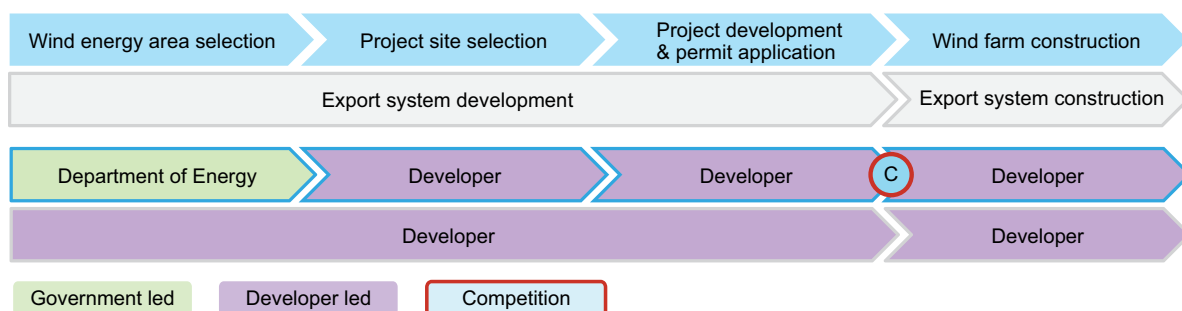 Wind energy area selection
Project site selection
Project development
& permit application
Wind farm construction
Export system development
Export system construction
Department of Energy
Developer
Developer
C
Developer
Developer
Developer
Government led
Developer led
Competition